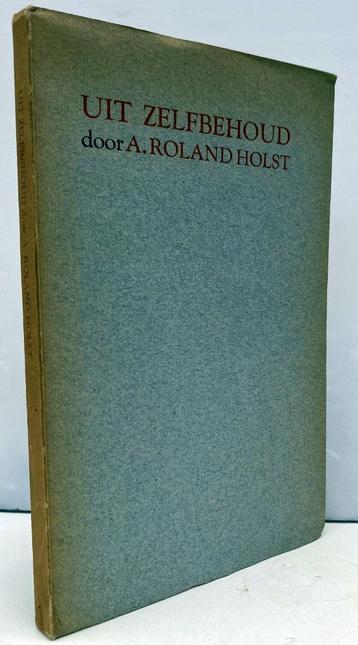 UIT ZELFBEHOUD
door A. ROLAND HOLST
UIT ZELFBEHOUD door A. ROLAND HOLST